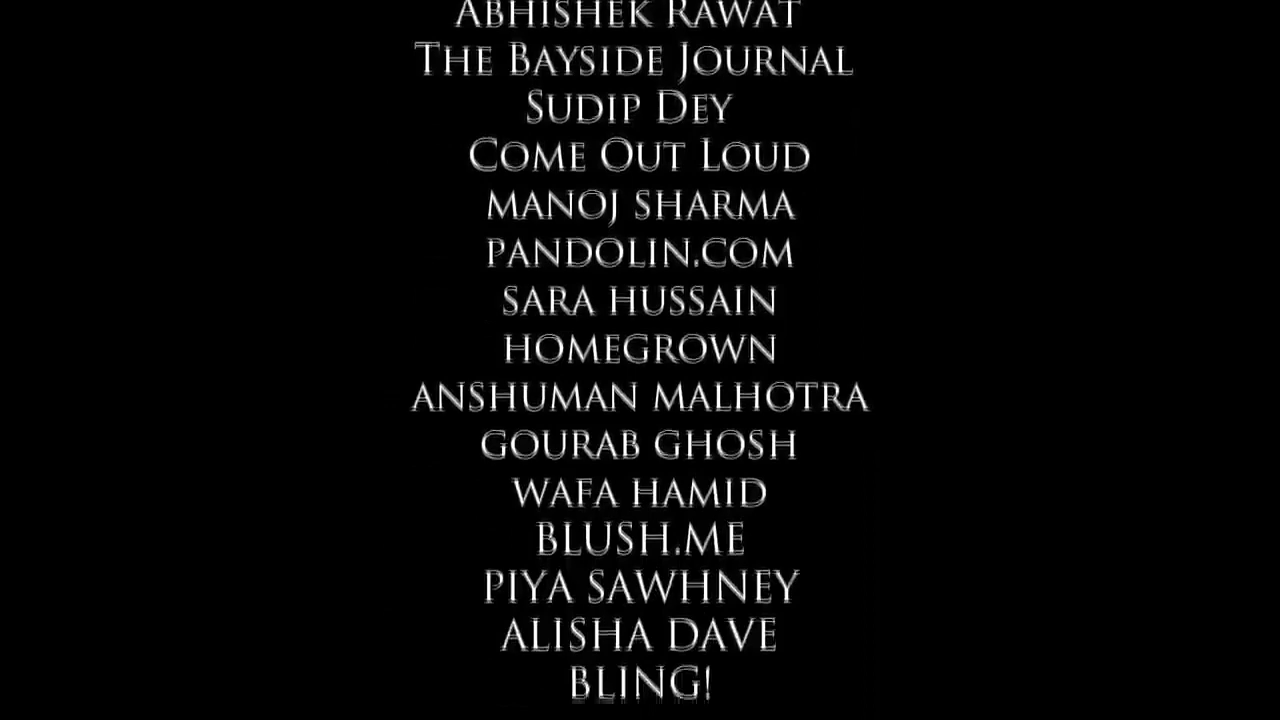 Abhishek Rawat
The Bayside Journal
Sudip Dey
Come Out Loud
MANOJ SHARMA
PANDOLIN.COM
SARA HUSSAIN
HOMEGROWN
ANSHUMAN MALHOTRA
GOURAB GHOSH
WAFA HAMID
BLUSH.ME
PIYA SAWHNEY
ALISHA DAVE
BLING!